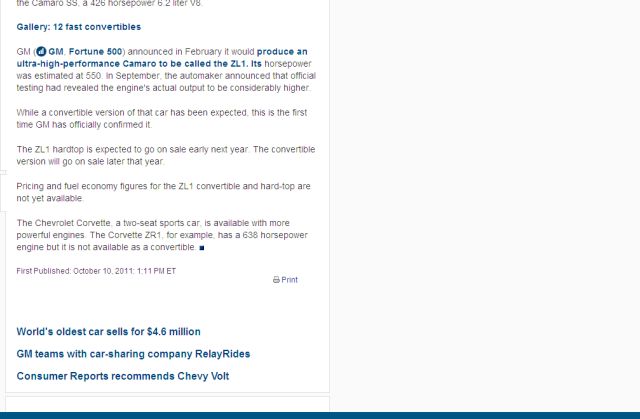 the Camaro SS, a 426 horsepower 6.2 liter V8.
Gallery: 12 fast convertibles
GM (GM, Fortune 500) announced in February it would produce an
ultra-high-performance Camaro to be called the ZL1. Its horsepower
was estimated at 550. In September, the automaker announced that official
testing had revealed the engine's actual output to be considerably higher.
While a convertible version of that car has been expected, this is the first
time GM has officially confirmed it.
The ZL1 hardtop is expected to go on sale early next year. The convertible
version will go on sale later that year.
Pricing and fuel economy figures for the ZL1 convertible and hard-top are
not yet available.
The Chevrolet Corvette, a two-seat sports car, is available with more
powerful engines. The Corvette ZR1, for example, has a 638 horsepower
engine but it is not available as a convertible.
First Published: October 10, 2011: 1:11 PM ET
Print
World's oldest car sells for $4.6 million
GM teams with car-sharing company RelayRides
Consumer Reports recommends Chevy Volt